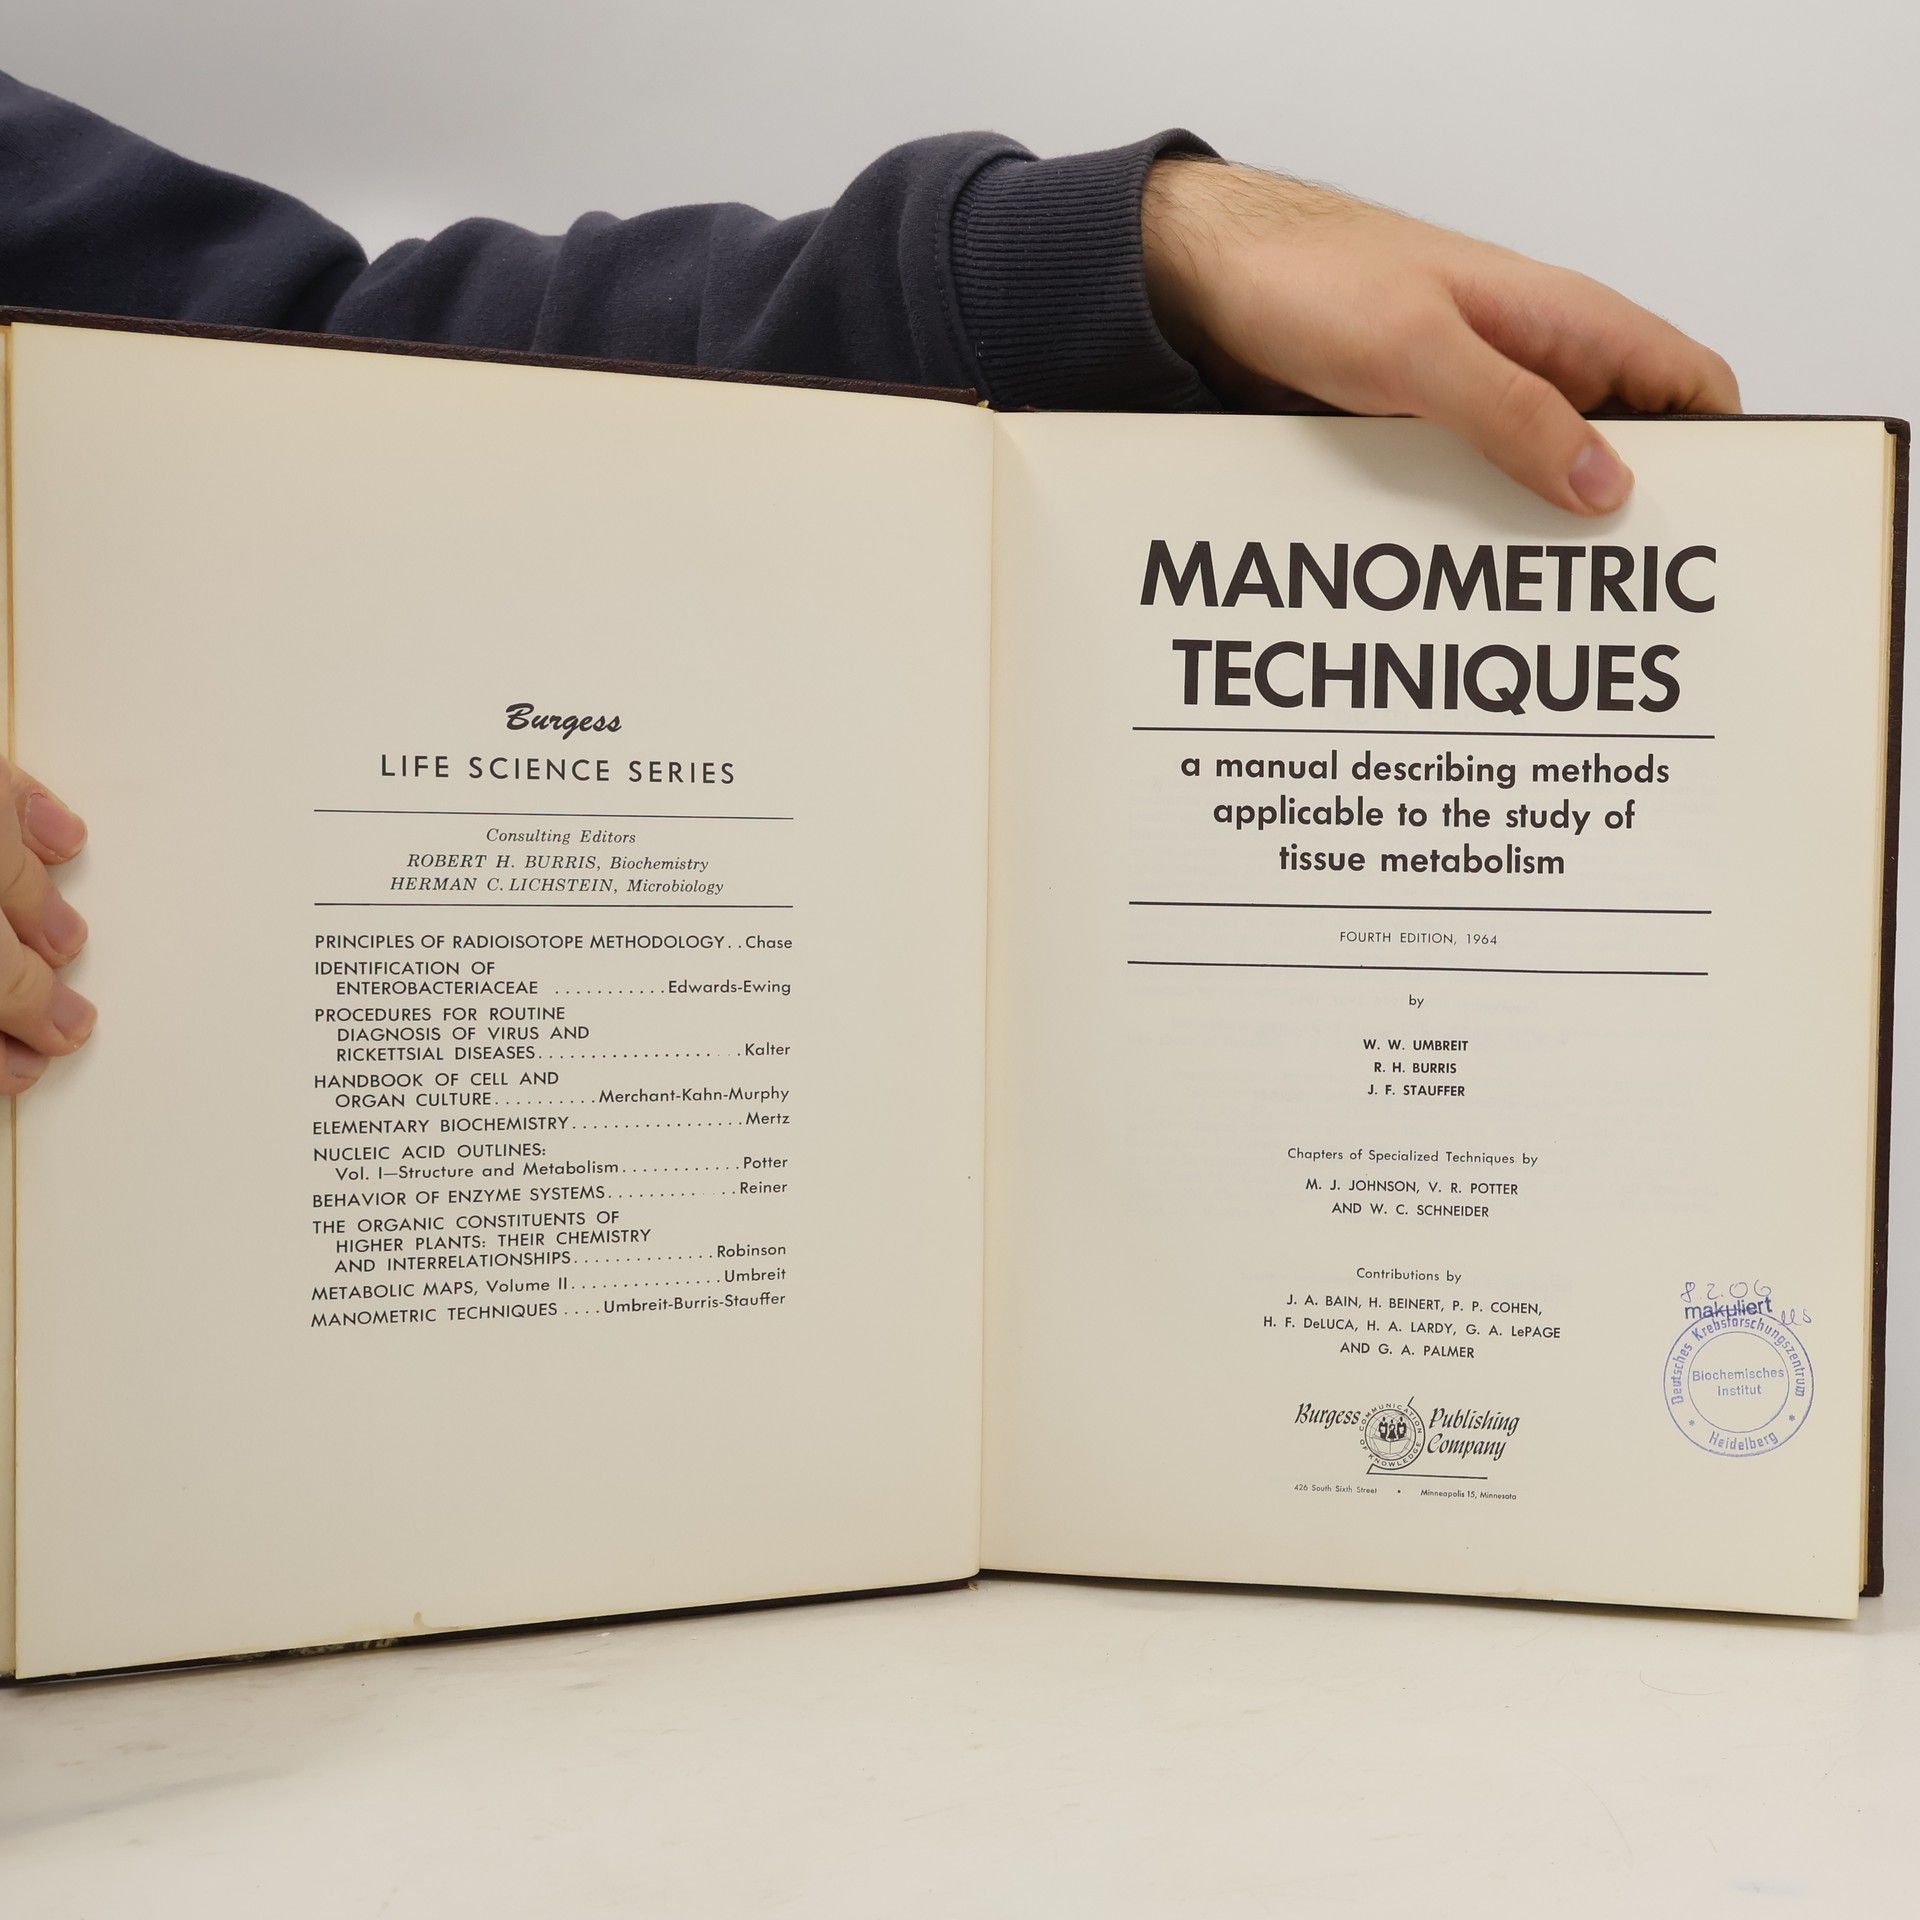 Burgess
LIFE SCIENCE SERIES
Consulting Editors
ROBERT H. BURRIS, Biochemistry
HERMAN C. LICHSTEIN, Microbiology
PRINCIPLES OF RADIOISOTOPE METHODOLOGY. . Chase
IDENTIFICATION OF
ENTEROBACTERIACEAE . . . . . . . . . . . Edwards-Ewing
PROCEDURES FOR ROUTINE
DIAGNOSIS OF VIRUS AND
RICKETTSIAL DISEASES. . . . . . . . . . . . . . . . . . . . Kalter
HANDBOOK OF CELL AND
ORGAN CULTURE. . . . . . . . . . Merchant-Kahn-Murphy
ELEMENTARY BIOCHEMISTRY. . . . . . . . . . . . . . . . . Mertz
NUCLEIC ACID OUTLINES:
Vol. I—Structure and Metabolism. . . . . . . . . . . . Potter
BEHAVIOR OF ENZYME SYSTEMS. . . . . . . . . . . . Reiner
THE ORGANIC CONSTITUENTS OF
HIGHER PLANTS: THEIR CHEMISTRY
AND INTERRELATIONSHIPS. . . . . . . . . . . . . . Robinson
METABOLIC MAPS, Volume II. . . . . . . . . . . . . . . Umbreit
MANOMETRIC TECHNIQUES . . . . Umbreit-Burris-Stauffer
MANOMETRIC
TECHNIQUES
a manual describing methods
applicable to the study of
tissue metabolism
FOURTH EDITION, 1964
by
W. W. UMBREIT
R. H. BURRIS
J. F. STAUFFER
Chapters of Specialized Techniques by
M. J. JOHNSON, V. R. POTTER
AND W. C. SCHNEIDER
Contributions by
J. A. BAIN, H. BEINERT, P. P. COHEN,
H. F. DeLUCA, H. A. LARDY, G. A. LePAGE
AND G. A. PALMER
Burgess Publishing
Company
COMMUNICATION OF KNOWLEDGE
426 South Sixth Street • Minneapolis 15, Minnesota
8.2.06
makuliert
Deutsches Krebsforschungszentrum
Biochemisches
Institut
* Heidelberg *